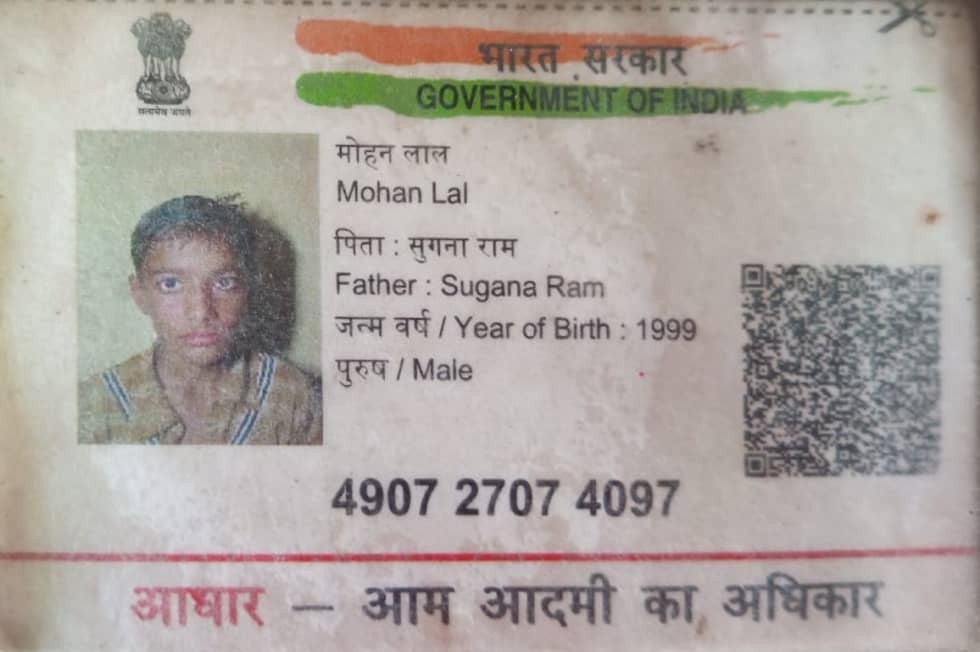 भारत सरकार
GOVERNMENT OF INDIA
सत्यमेव जयते
मोहन लाल
Mohan Lal
पिता : सुगना राम
Father : Sugana Ram
जन्म वर्ष / Year of Birth : 1999
पुरुष / Male
4907 2707 4097
आधार — आम आदमी का अधिकार